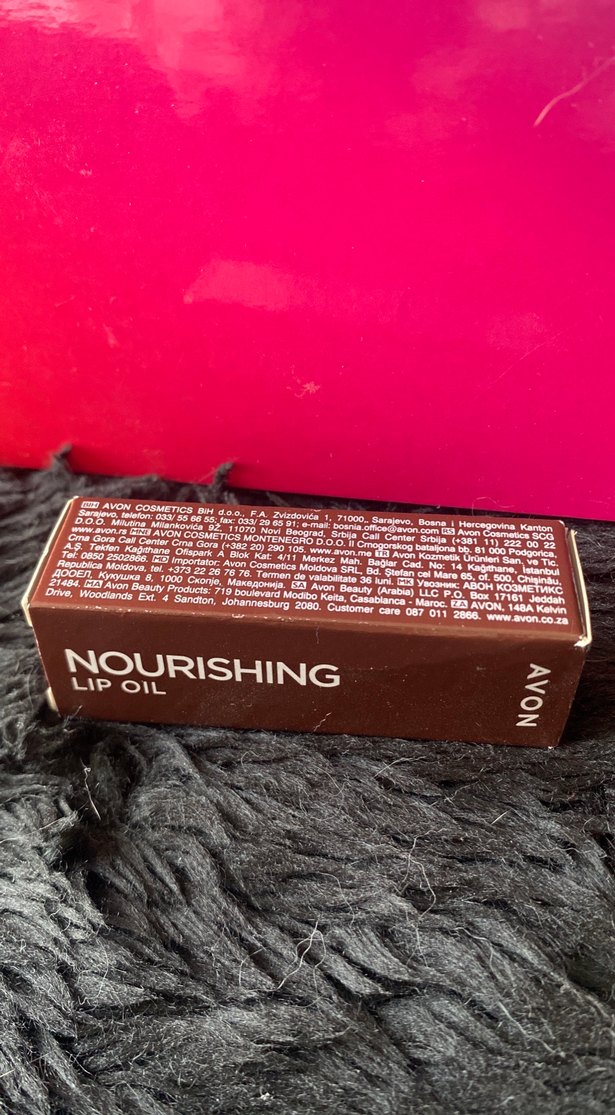 BIH AVON COSMETICS BiH d.o.o., F.A. Zvizdovića 1, 71000, Sarajevo, Bosna i Hercegovina Kanton
Sarajevo, telefon: 033/ 55 66 55; fax: 033/ 29 65 91; e-mail: bosnia.office@avon.com RS Avon Cosmetics SCG
D.O.O. Milutina Milankovića 9Ž, 11070 Novi Beograd, Srbija Call Center Srbija (+381 11) 222 00 22
www.avon.rs MNE AVON COSMETICS MONTENEGRO D.O.O. II Crnogorskog bataljona bb. 81 000 Podgorica,
Crna Gora Call Center Crna Gora (+382 20) 290 105, www.avon.me TR Avon Kozmetik Ürünleri San. ve Tic.
A.Ş. Tekfen Kağıthane Ofispark A Blok Kat: 4/11 Merkez Mah. Bağlar Cad. No: 14 Kağıthane, İstanbul
Tel: 0850 2502866. MD Importator: Avon Cosmetics Moldova SRL, Bd. Ştefan cel Mare 65, of. 500, Chişinău,
Republica Moldova. tel. +373 22 26 76 76. Termen de valabilitate 36 luni. MK Увозник: АВОН КОЗМЕТИКС
ДООЕЛ, Кукушка 8, 1000 Скопје, Македонија. SA Avon Beauty (Arabia) LLC P.O. Box 17161 Jeddah
21484. MA Avon Beauty Products: 719 boulevard Modibo Keita, Casablanca - Maroc. ZA AVON, 148A Kelvin
Drive, Woodlands Ext. 4 Sandton, Johannesburg 2080. Customer care 087 011 2866. www.avon.co.za
NOURISHING
LIP OIL
AVON